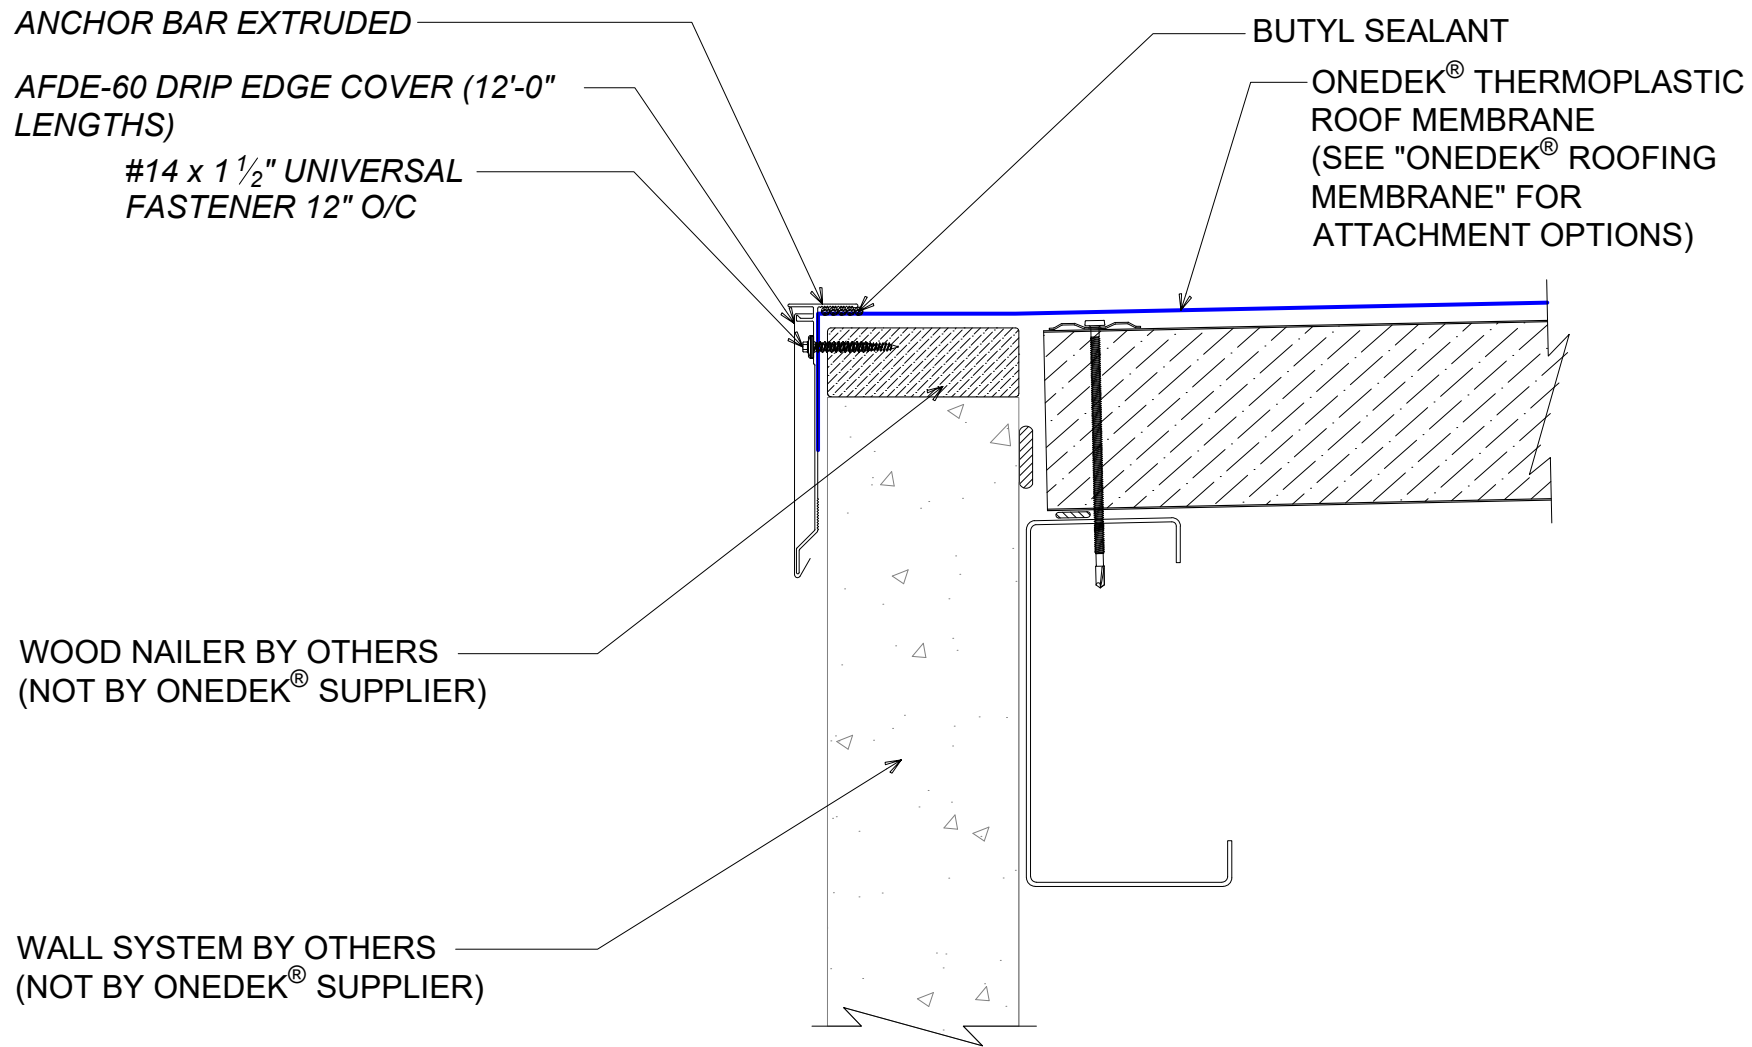 ANCHOR BAR EXTRUDED
AFDE-60 DRIP EDGE COVER (12'-0"
LENGTHS)
#14 x 1 1/2" UNIVERSAL
FASTENER 12" O/C
BUTYL SEALANT
ONEDEK® THERMOPLASTIC
ROOF MEMBRANE
(SEE "ONEDEK® ROOFING
MEMBRANE" FOR
ATTACHMENT OPTIONS)
WOOD NAILER BY OTHERS
(NOT BY ONEDEK® SUPPLIER)
WALL SYSTEM BY OTHERS
(NOT BY ONEDEK® SUPPLIER)